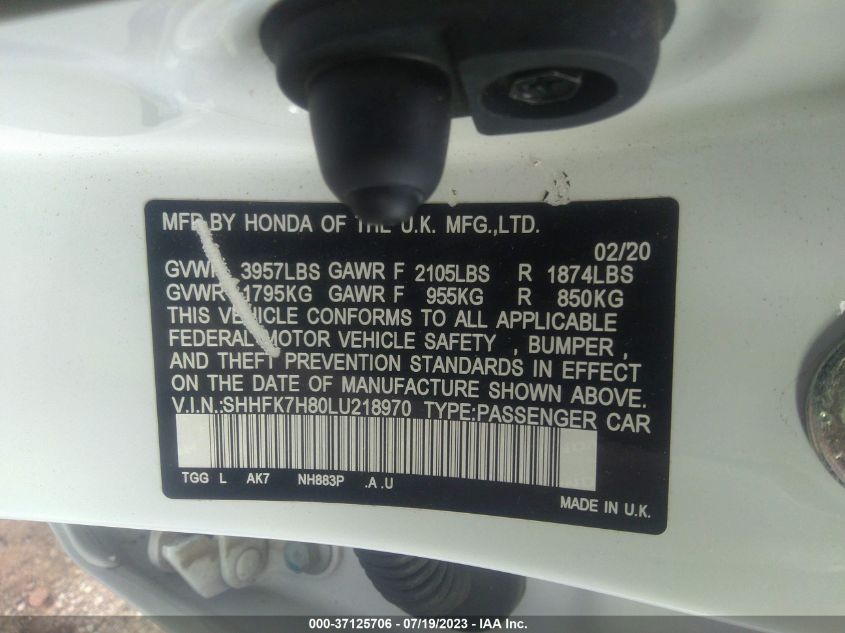 MFD BY HONDA OF THE U.K. MFG.,LTD.
02/20
GVWR 3957LBS GAWR F 2105LBS R 1874LBS
GVWR 1795KG GAWR F 955KG R 850KG
THIS VEHICLE CONFORMS TO ALL APPLICABLE
FEDERAL MOTOR VEHICLE SAFETY , BUMPER ,
AND THEFT PREVENTION STANDARDS IN EFFECT
ON THE DATE OF MANUFACTURE SHOWN ABOVE.
V.I.N.:SHHFK7H80LU218970 TYPE:PASSENGER CAR
TGG L AK7 NH883P .A .U
MADE IN U.K.
000-37125706 - 07/19/2023 - IAA Inc.